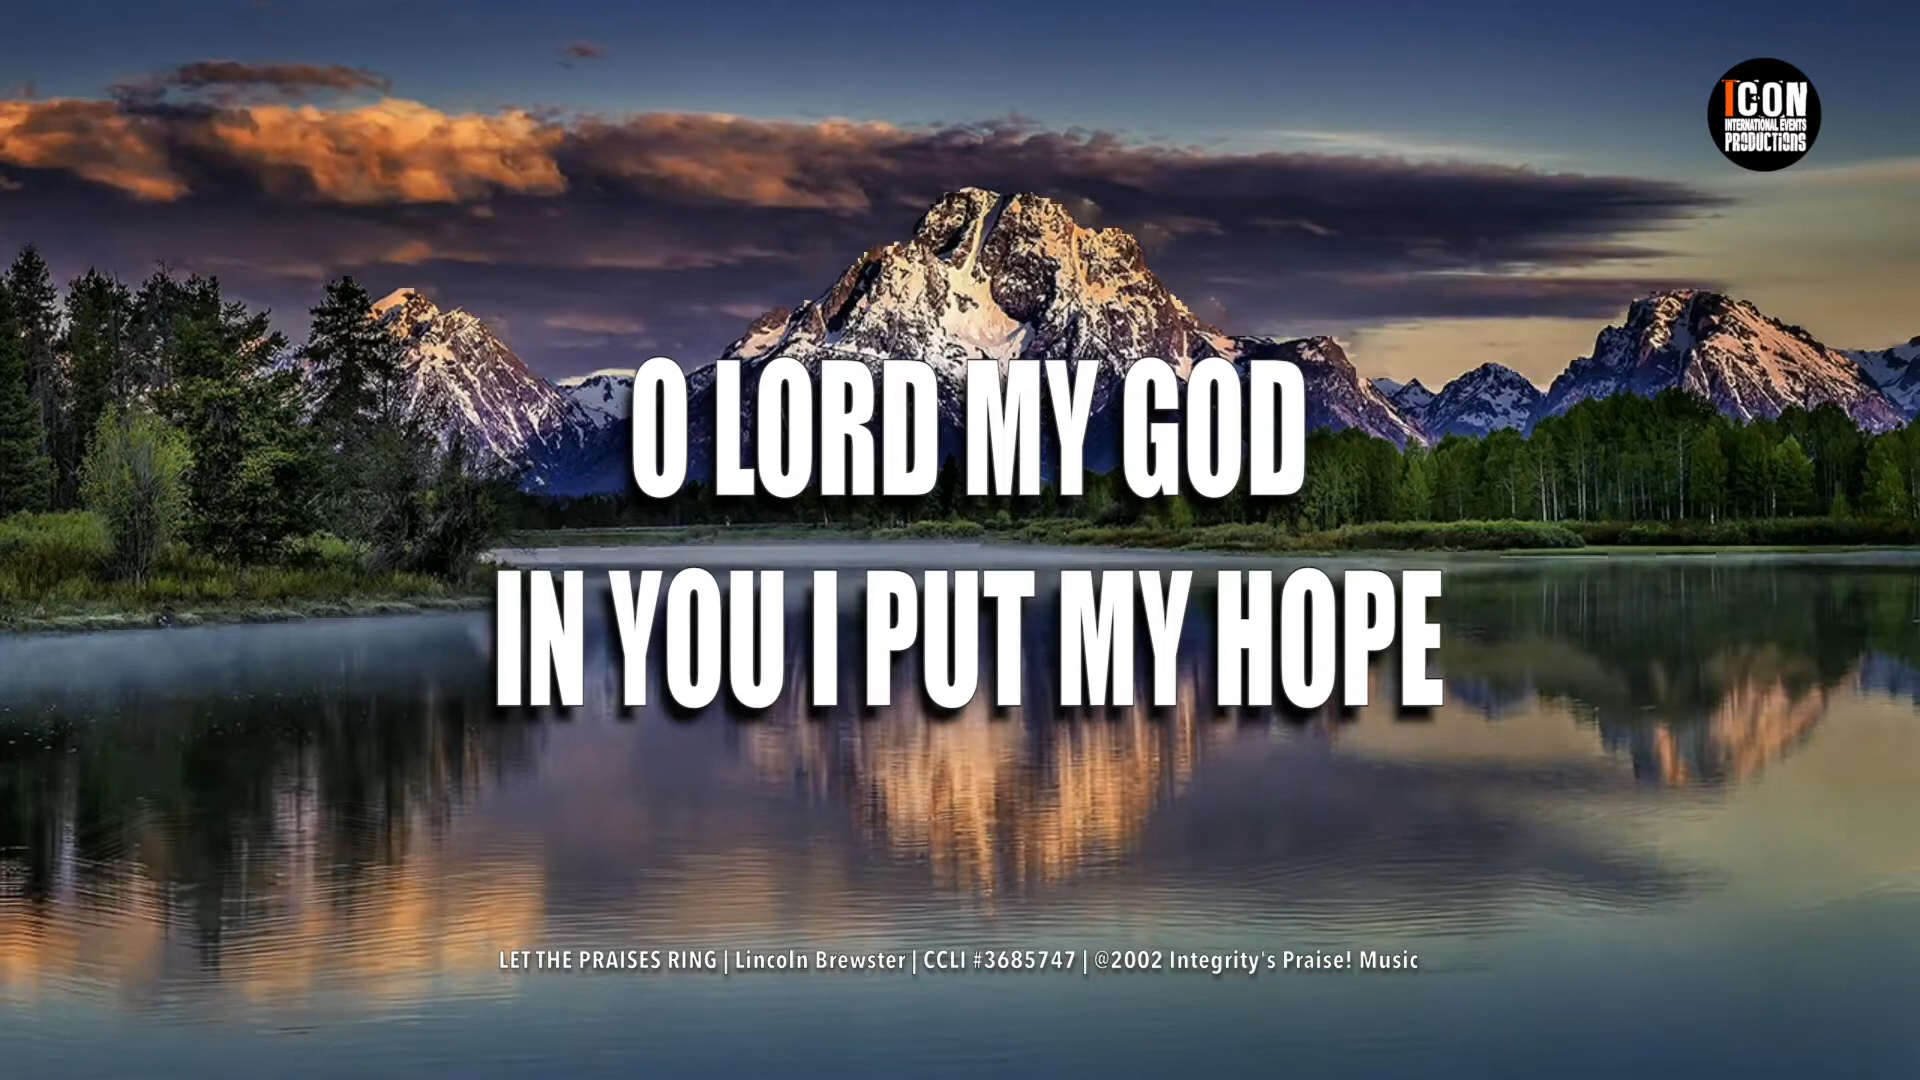 ICON
INTERNATIONAL EVENTS
PRODUCTIONS
O LORD MY GOD
IN YOU I PUT MY HOPE
LET THE PRAISES RING | Lincoln Brewster | CCLI #3685747 | @2002 Integrity's Praise! Music